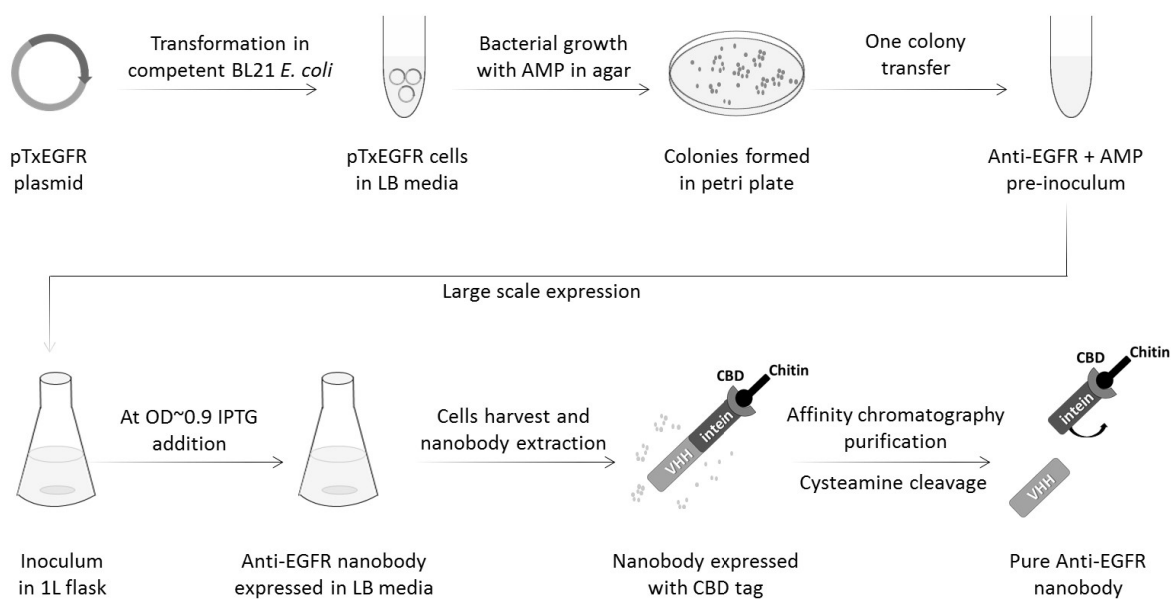 Transformation in
competent BL21 E. coli
Bacterial growth
with AMP in agar
One colony
transfer
pTxEGFR
plasmid
pTxEGFR cells
in LB media
Colonies formed
in petri plate
Anti-EGFR + AMP
pre-inoculum
Large scale expression
At OD~0.9 IPTG
addition
Cells harvest and
nanobody extraction
CBD
Chitin
intein
VHH
Affinity chromatography
purification
Cysteamine cleavage
CBD
Chitin
intein
VHH
Inoculum
in 1L flask
Anti-EGFR nanobody
expressed in LB media
Nanobody expressed
with CBD tag
Pure Anti-EGFR
nanobody